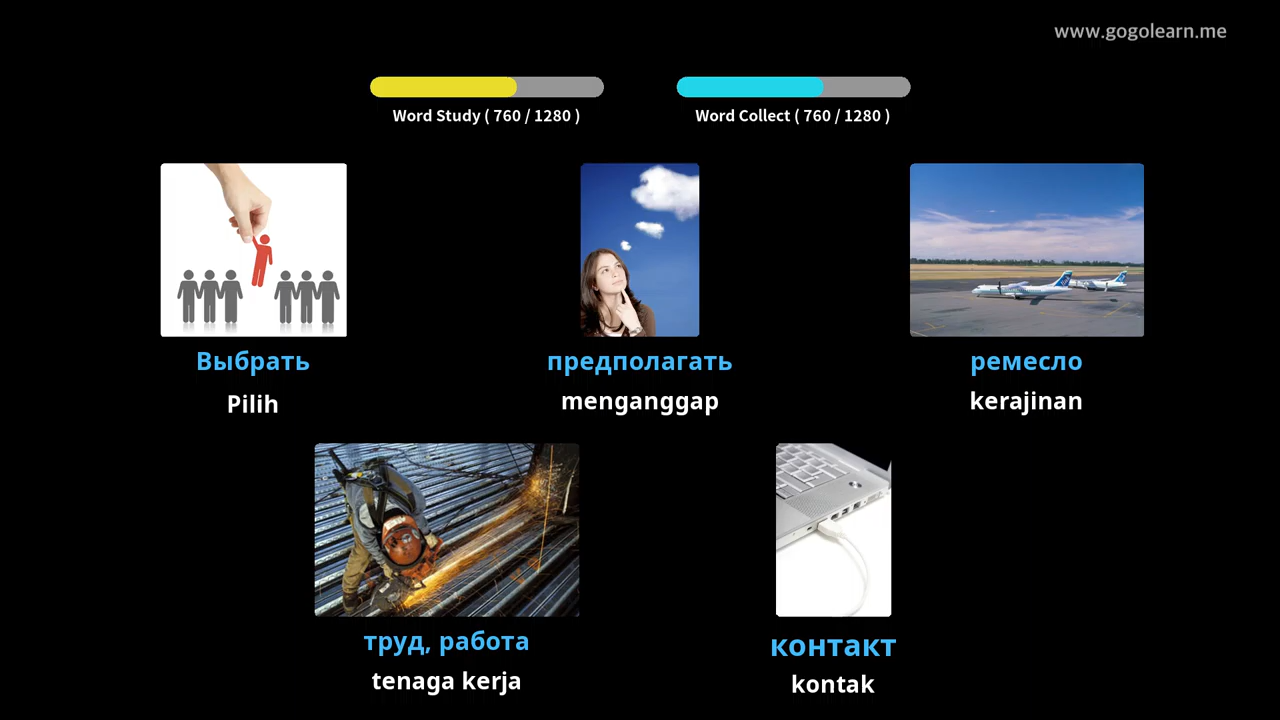 www.gogolearn.me
Word Study ( 760 / 1280 )
Word Collect ( 760 / 1280 )
Выбрать
Pilih
предполагать
menganggap
ремесло
kerajinan
труд, работа
tenaga kerja
контакт
kontak